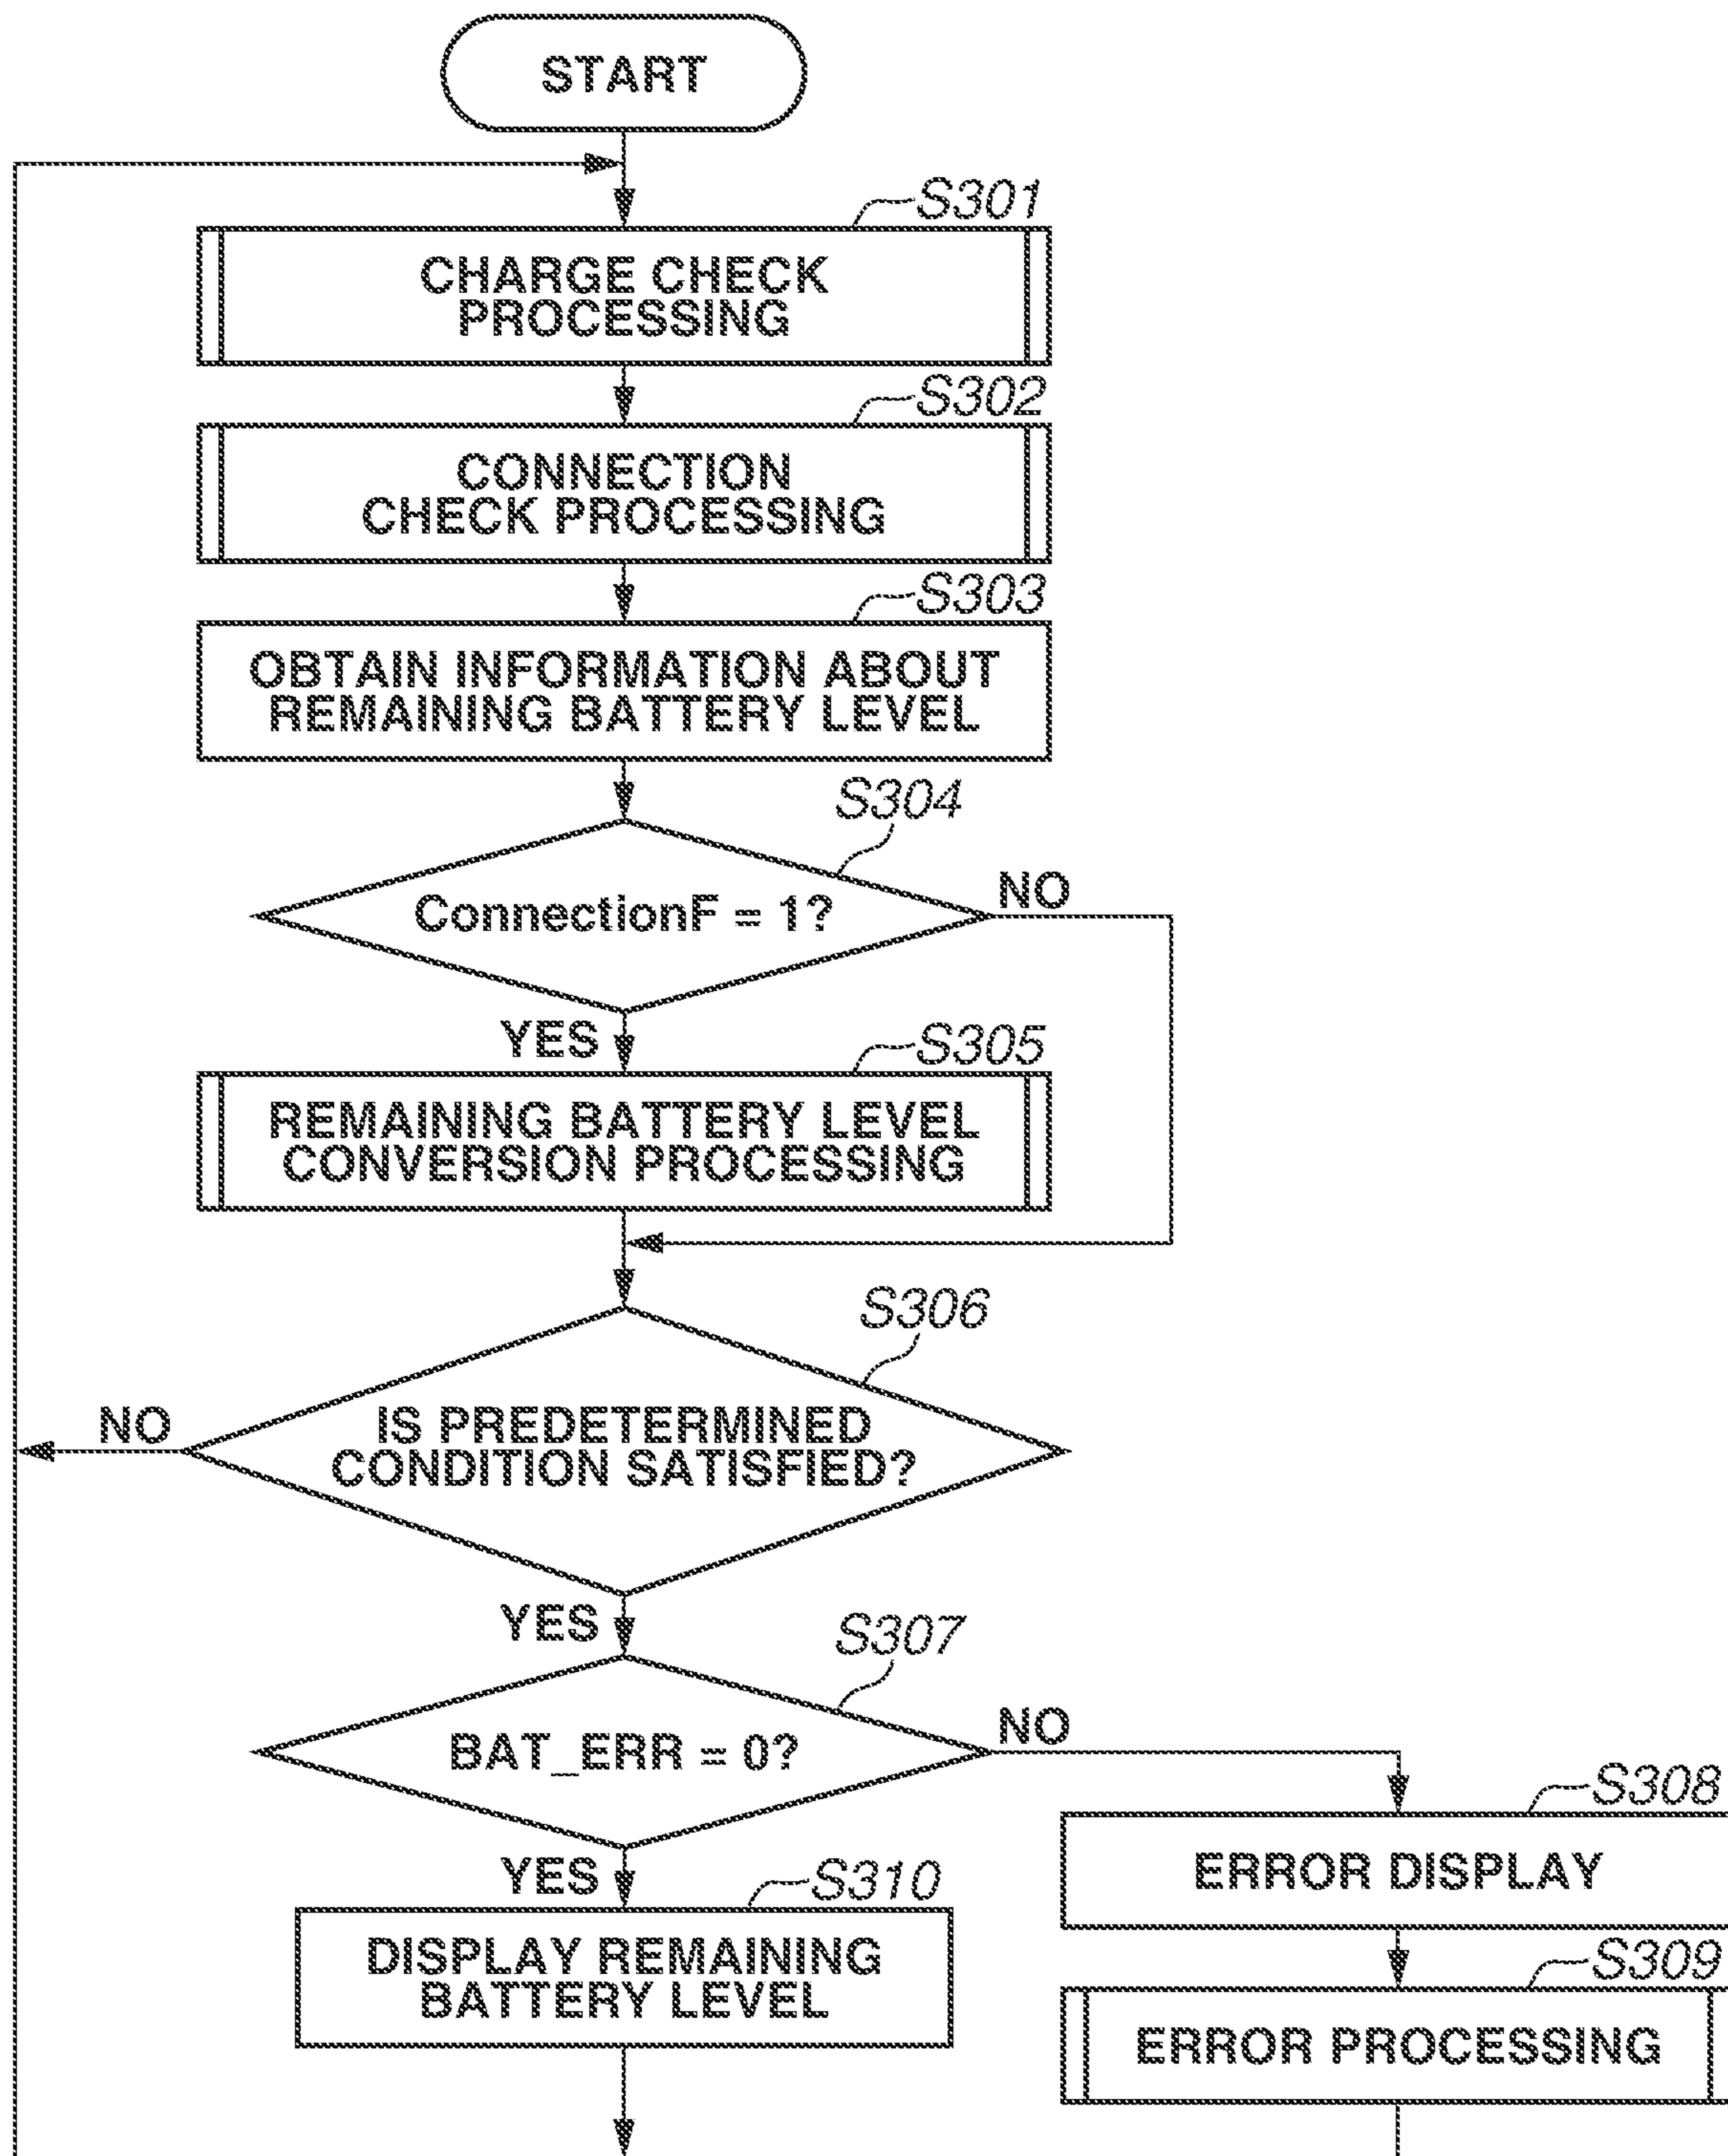 START
S301
CHARGE CHECK
PROCESSING
S302
CONNECTION
CHECK PROCESSING
S303
OBTAIN INFORMATION ABOUT
REMAINING BATTERY LEVEL
S304
ConnectionF = 1?
NO
YES
S305
REMAINING BATTERY LEVEL
CONVERSION PROCESSING
S306
NO
IS PREDETERMINED
CONDITION SATISFIED?
YES
S307
BAT_ERR = 0?
NO
S308
ERROR DISPLAY
YES
S310
DISPLAY REMAINING
BATTERY LEVEL
S309
ERROR PROCESSING